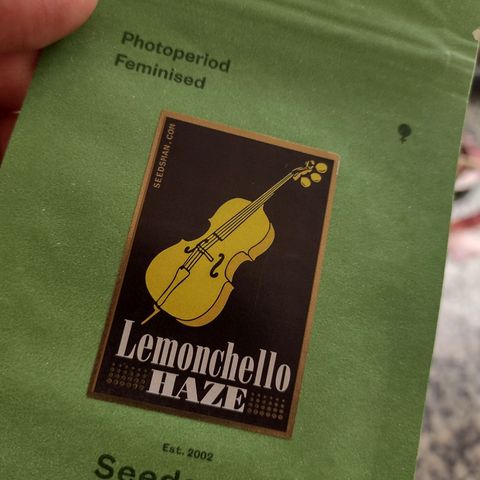 Photoperiod
Feminised
SEEDSMAN.COM
Lemonchello
HAZE
Est. 2002